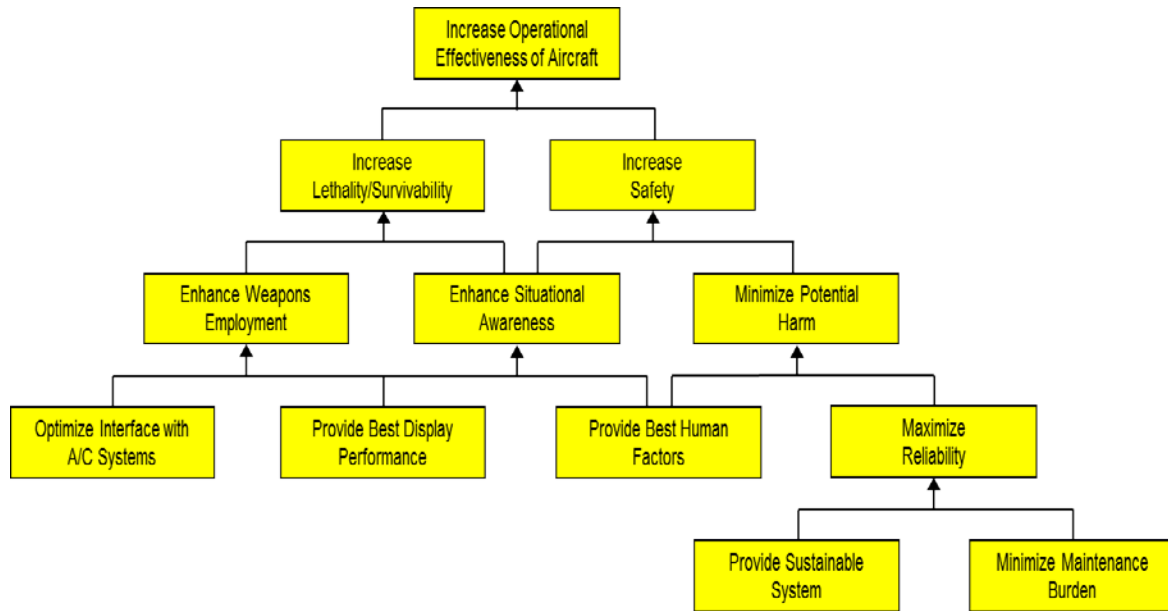 Increase Operational
Effectiveness of Aircraft
Increase
Lethality/Survivability
Increase
Safety
Enhance Weapons
Employment
Enhance Situational
Awareness
Minimize Potential
Harm
Optimize Interface with
A/C Systems
Provide Best Display
Performance
Provide Best Human
Factors
Maximize
Reliability
Provide Sustainable
System
Minimize Maintenance
Burden